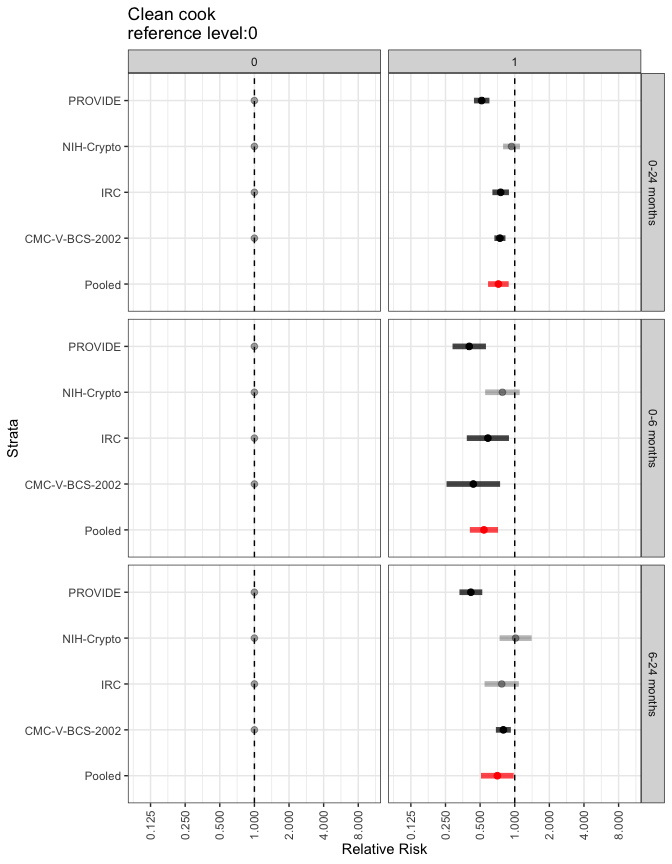 Clean cook
reference level:0
0
1
PROVIDE
NIH-Crypto
IRC
CMC-V-BCS-2002
Pooled
0-24 months
PROVIDE
NIH-Crypto
IRC
CMC-V-BCS-2002
Pooled
0-6 months
PROVIDE
NIH-Crypto
IRC
CMC-V-BCS-2002
Pooled
6-24 months
Strata
0.125
0.250
0.500
1.000
2.000
4.000
8.000
0.125
0.250
0.500
1.000
2.000
4.000
8.000
Relative Risk